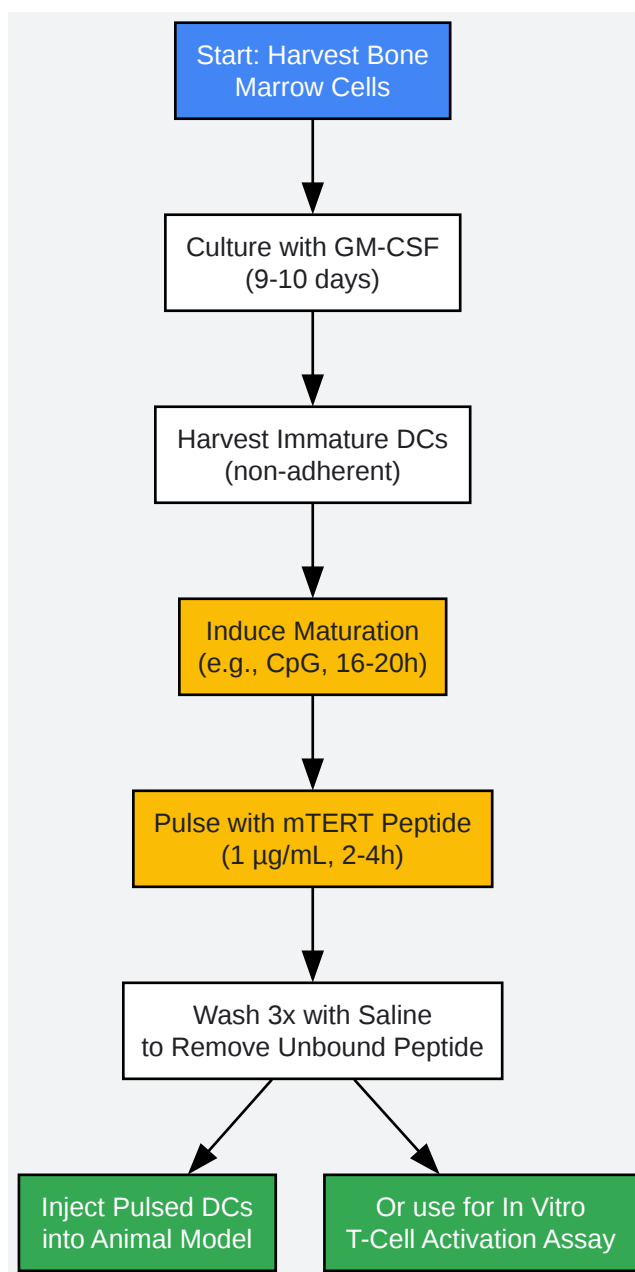 Start: Harvest Bone
Marrow Cells
Culture with GM-CSF
(9-10 days)
Harvest Immature DCs
(non-adherent)
Induce Maturation
(e.g., CpG, 16-20h)
Pulse with mTERT Peptide
(1 µg/mL, 2-4h)
Wash 3x with Saline
to Remove Unbound Peptide
Inject Pulsed DCs
into Animal Model
Or use for In Vitro
T-Cell Activation Assay